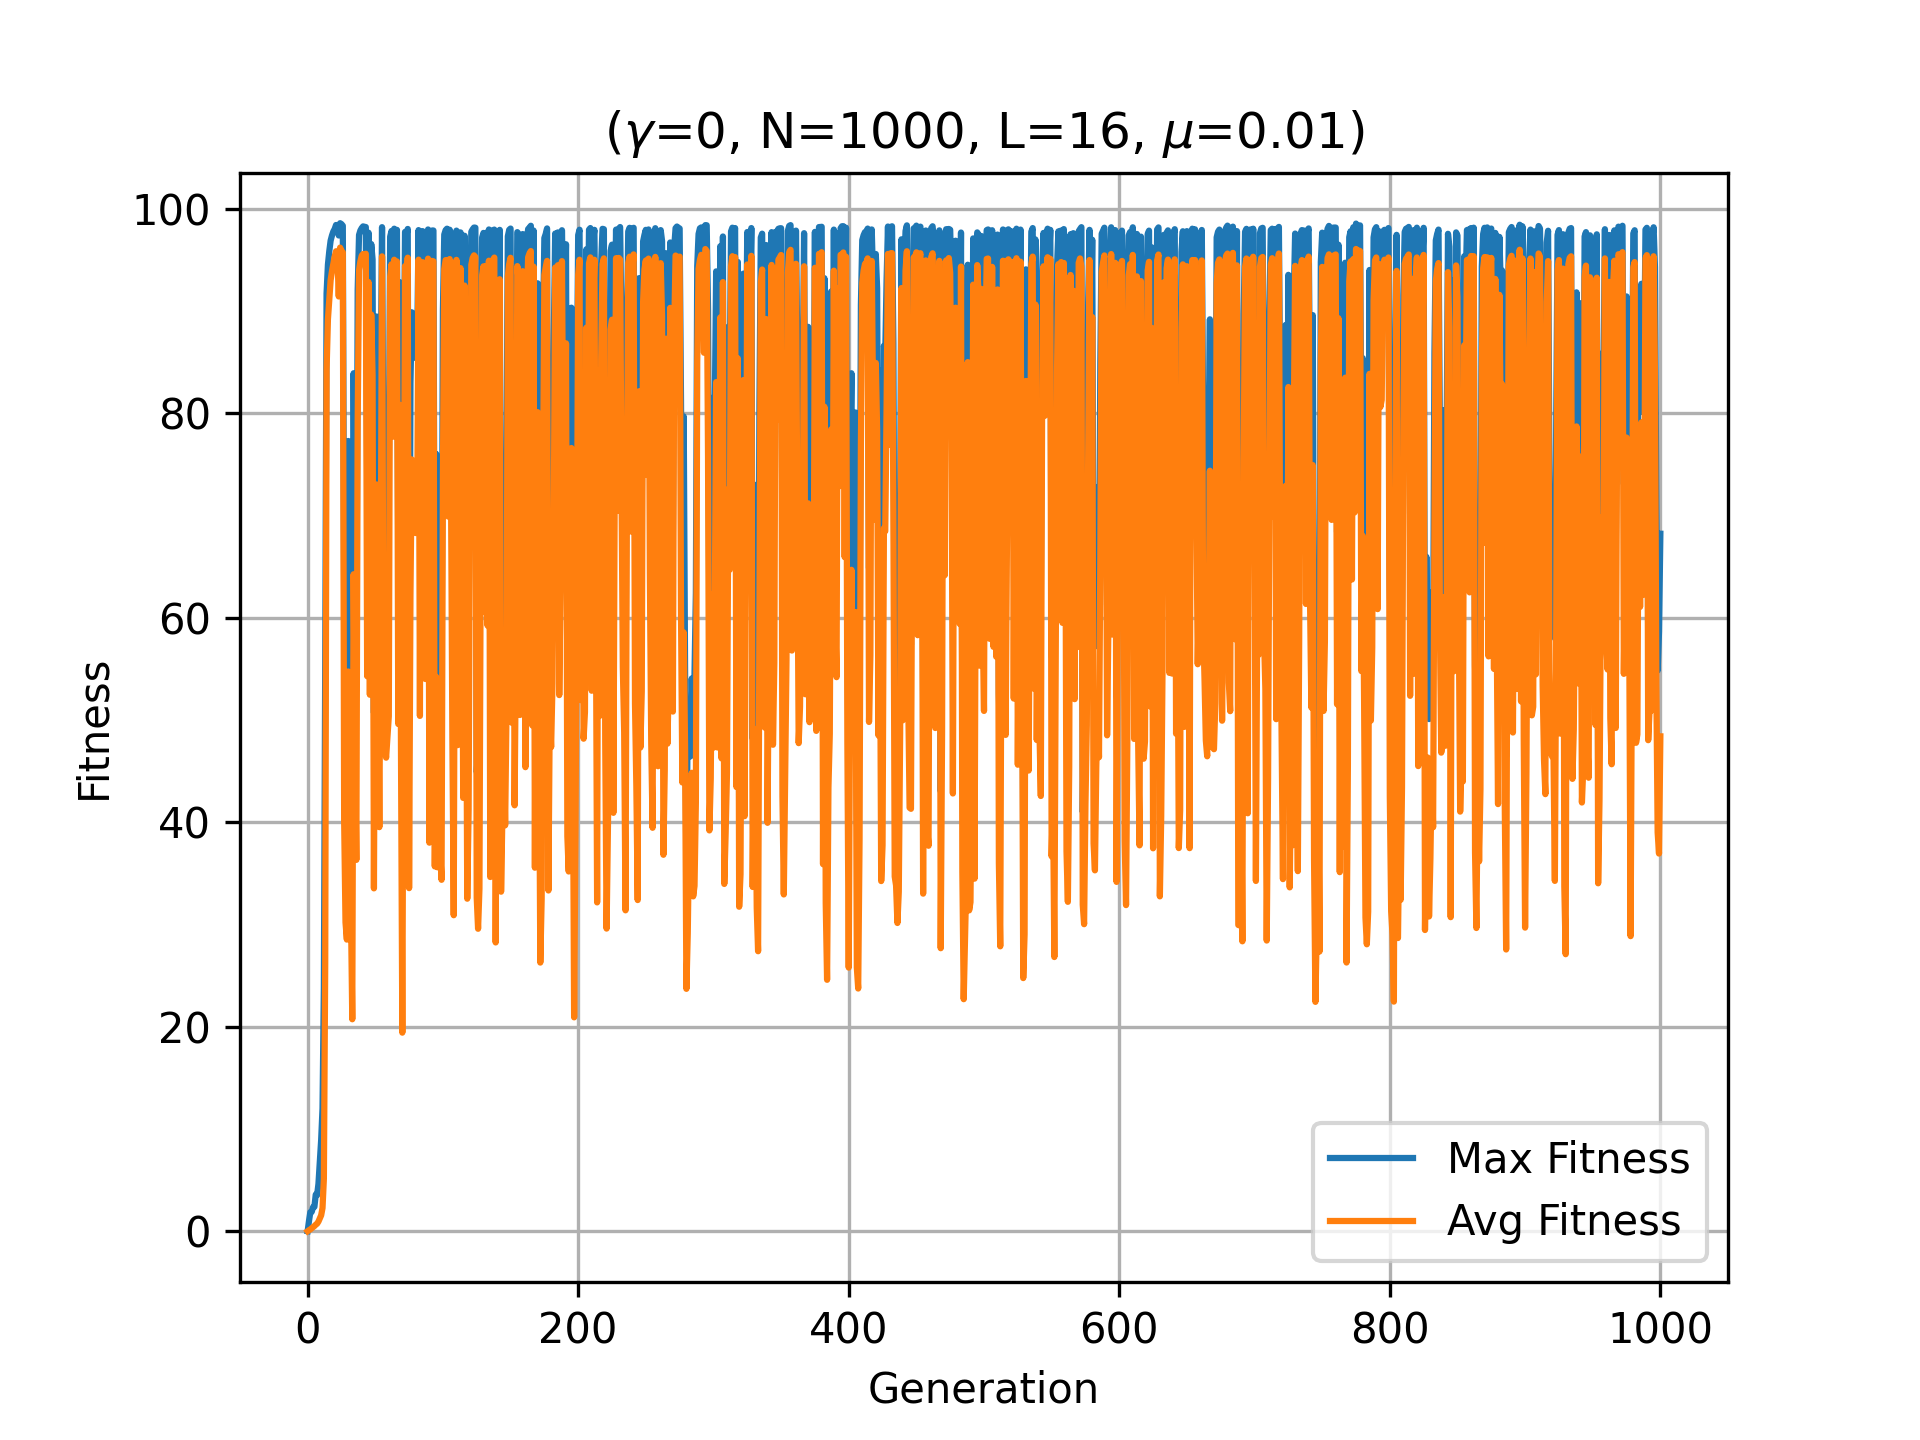 (γ=0, N=1000, L=16, μ=0.01)
100
80
60
40
20
0
Fitness
Max Fitness
Avg Fitness
0 200 400 600 800 1000
Generation